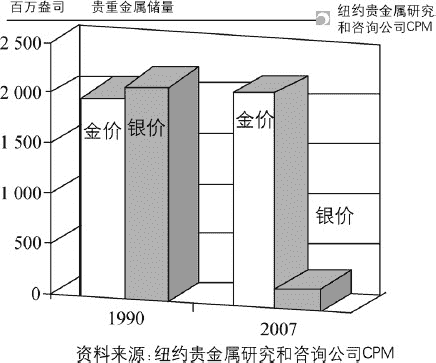 百万盎司 贵重金属储量
纽约贵金属研究
和咨询公司CPM
2 500
2 000
1 500
1 000
500
0
金价
银价
金价
银价
1990
2007
资料来源:纽约贵金属研究和咨询公司CPM